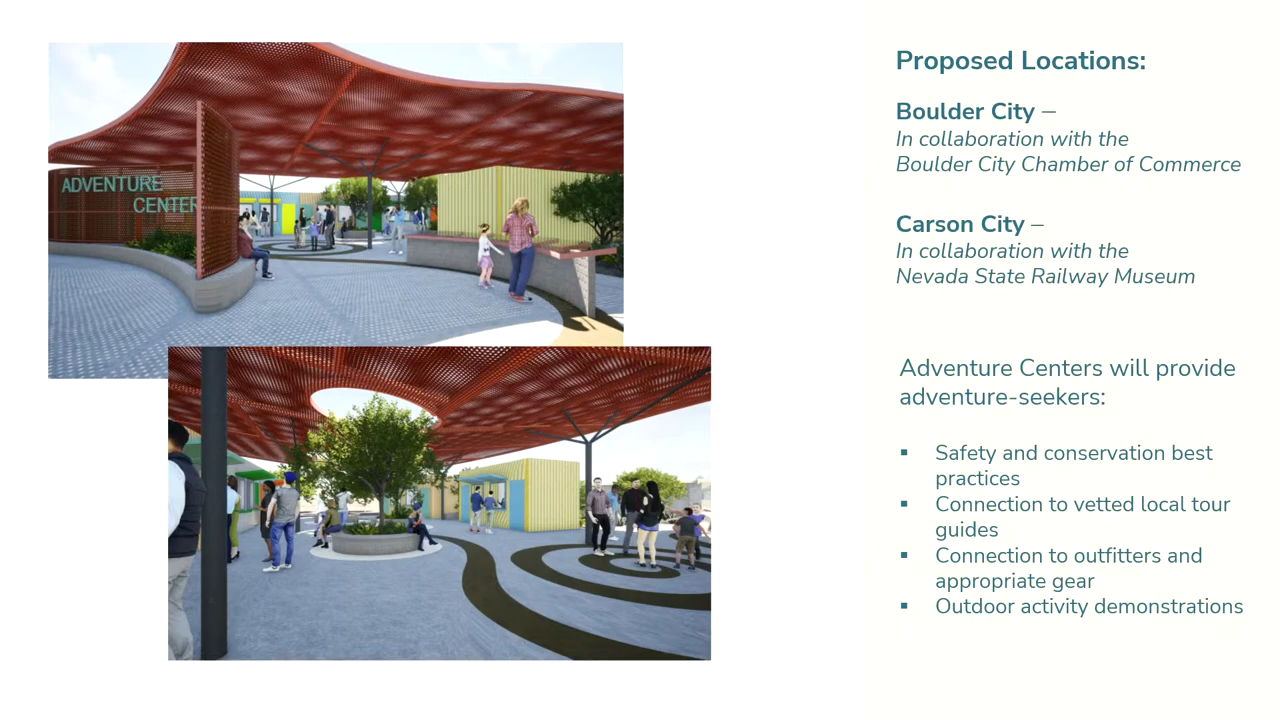 ADVENTURE
CENTER
Proposed Locations:
Boulder City –
In collaboration with the
Boulder City Chamber of Commerce
Carson City –
In collaboration with the
Nevada State Railway Museum
Adventure Centers will provide
adventure-seekers:
▪ Safety and conservation best
practices
▪ Connection to vetted local tour
guides
▪ Connection to outfitters and
appropriate gear
▪ Outdoor activity demonstrations